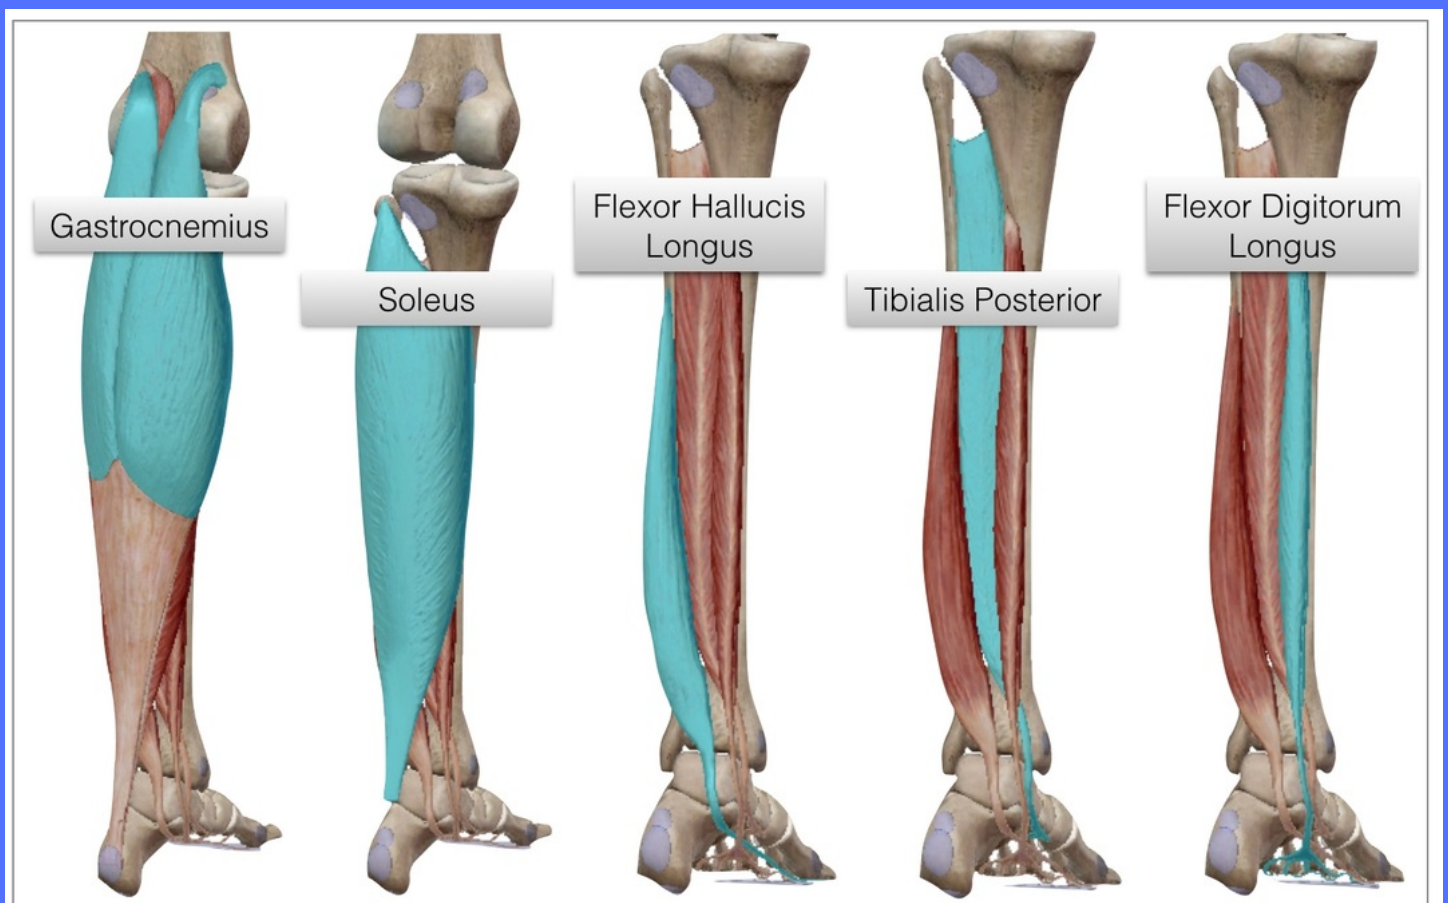 Gastrocnemius
Soleus
Flexor Hallucis
Longus
Tibialis Posterior
Flexor Digitorum
Longus